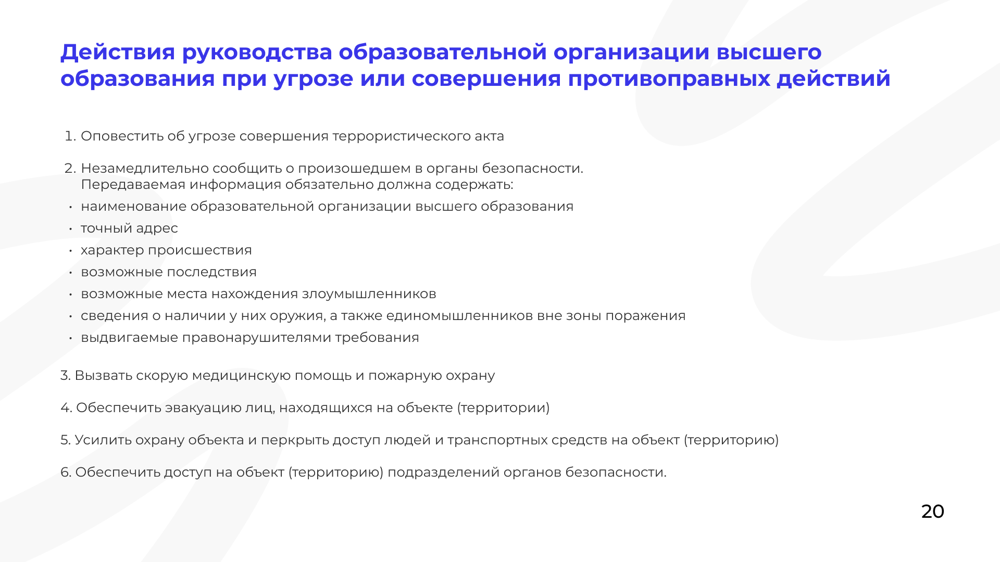 Действия руководства образовательной организации высшего
образования при угрозе или совершения противоправных действий
1. Оповестить об угрозе совершения террористического акта
2. Незамедлительно сообщить о произошедшем в органы безопасности.
Передаваемая информация обязательно должна содержать:
• наименование образовательной организации высшего образования
• точный адрес
• характер происшествия
• возможные последствия
• возможные места нахождения злоумышленников
• сведения о наличии у них оружия, а также единомышленников вне зоны поражения
• выдвигаемые правонарушителями требования
3. Вызвать скорую медицинскую помощь и пожарную охрану
4. Обеспечить эвакуацию лиц, находящихся на объекте (территории)
5. Усилить охрану объекта и перкрыть доступ людей и транспортных средств на объект (территорию)
6. Обеспечить доступ на объект (территорию) подразделений органов безопасности.
20